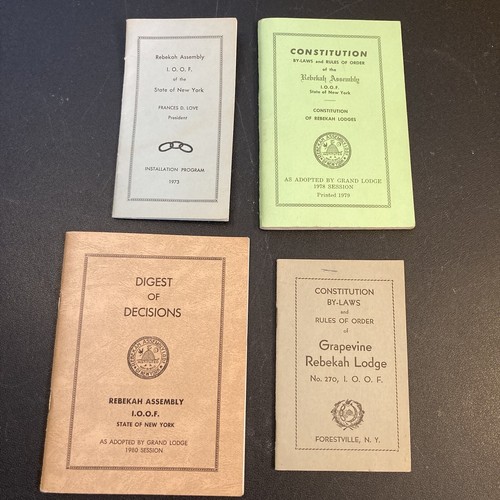 Rebekah Assembly
I. O. O. F.
of the
State of New York
FRANCES D. LOVE
President
INSTALLATION PROGRAM
1973
CONSTITUTION
BY-LAWS and RULES OF ORDER
of the
Rebekah Assembly
I.O.O.F.
State of New York
CONSTITUTION
OF REBEKAH LODGES
AS ADOPTED BY GRAND LODGE
1978 SESSION
Printed 1979
DIGEST
OF
DECISIONS
REBEKAH ASSEMBLY
I.O.O.F.
STATE OF NEW YORK
AS ADOPTED BY GRAND LODGE
1980 SESSION
CONSTITUTION
BY-LAWS
and
RULES OF ORDER
of
Grapevine
Rebekah Lodge
No. 270, I. O. O. F.
FORESTVILLE, N. Y.